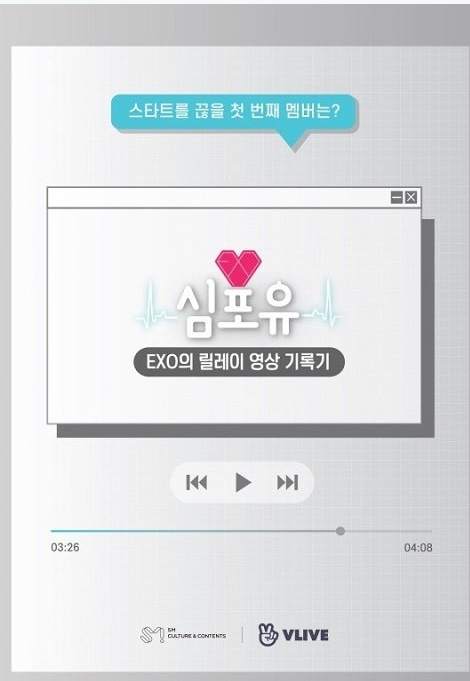 스타트를 끊을 첫 번째 멤버는?
심포유
EXO의 릴레이 영상 기록기
03:26
04:08
SM!
SM
CULTURE & CONTENTS
VLIVE